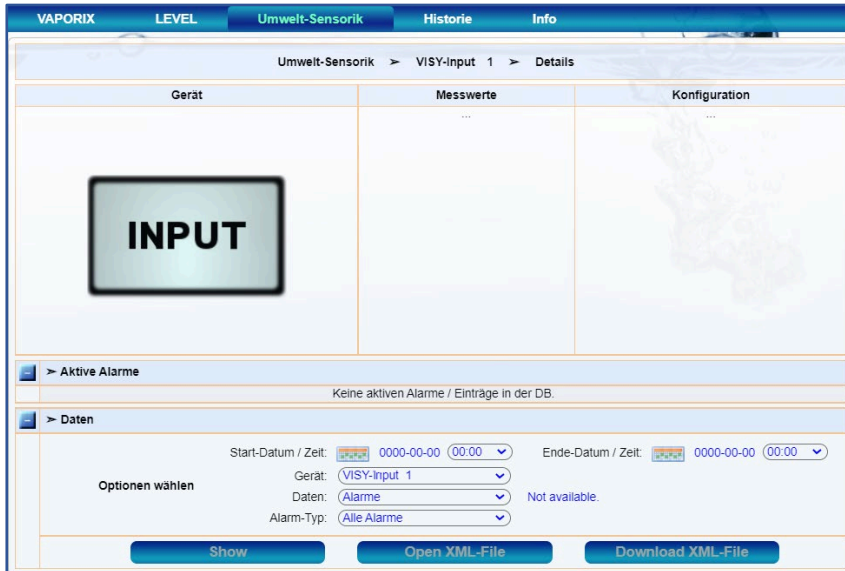 VAPORIX LEVEL Umwelt-Sensorik Historie Info
Umwelt-Sensorik ➣ VISY-Input 1 ➣ Details
Gerät Messwerte Konfiguration
... ...
INPUT
- ➣ Aktive Alarme
Keine aktiven Alarme / Einträge in der DB.
- ➣ Daten
Start-Datum / Zeit: 0000-00-00 00:00 Ende-Datum / Zeit: 0000-00-00 00:00
Optionen wählen
Gerät: VISY-Input 1
Daten: Alarme Not available.
Alarm-Typ: Alle Alarme
Show Open XML-File Download XML-File